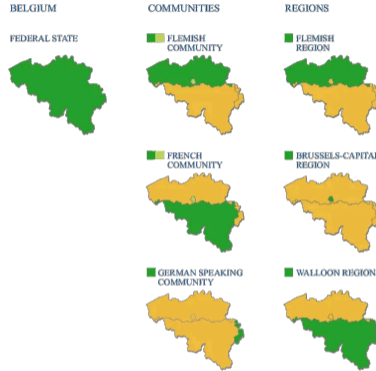 BELGIUM
FEDERAL STATE
COMMUNITIES
FLEMISH
COMMUNITY
FRENCH
COMMUNITY
GERMAN SPEAKING
COMMUNITY
REGIONS
FLEMISH
REGION
BRUSSELS-CAPITAL
REGION
WALLOON REGION